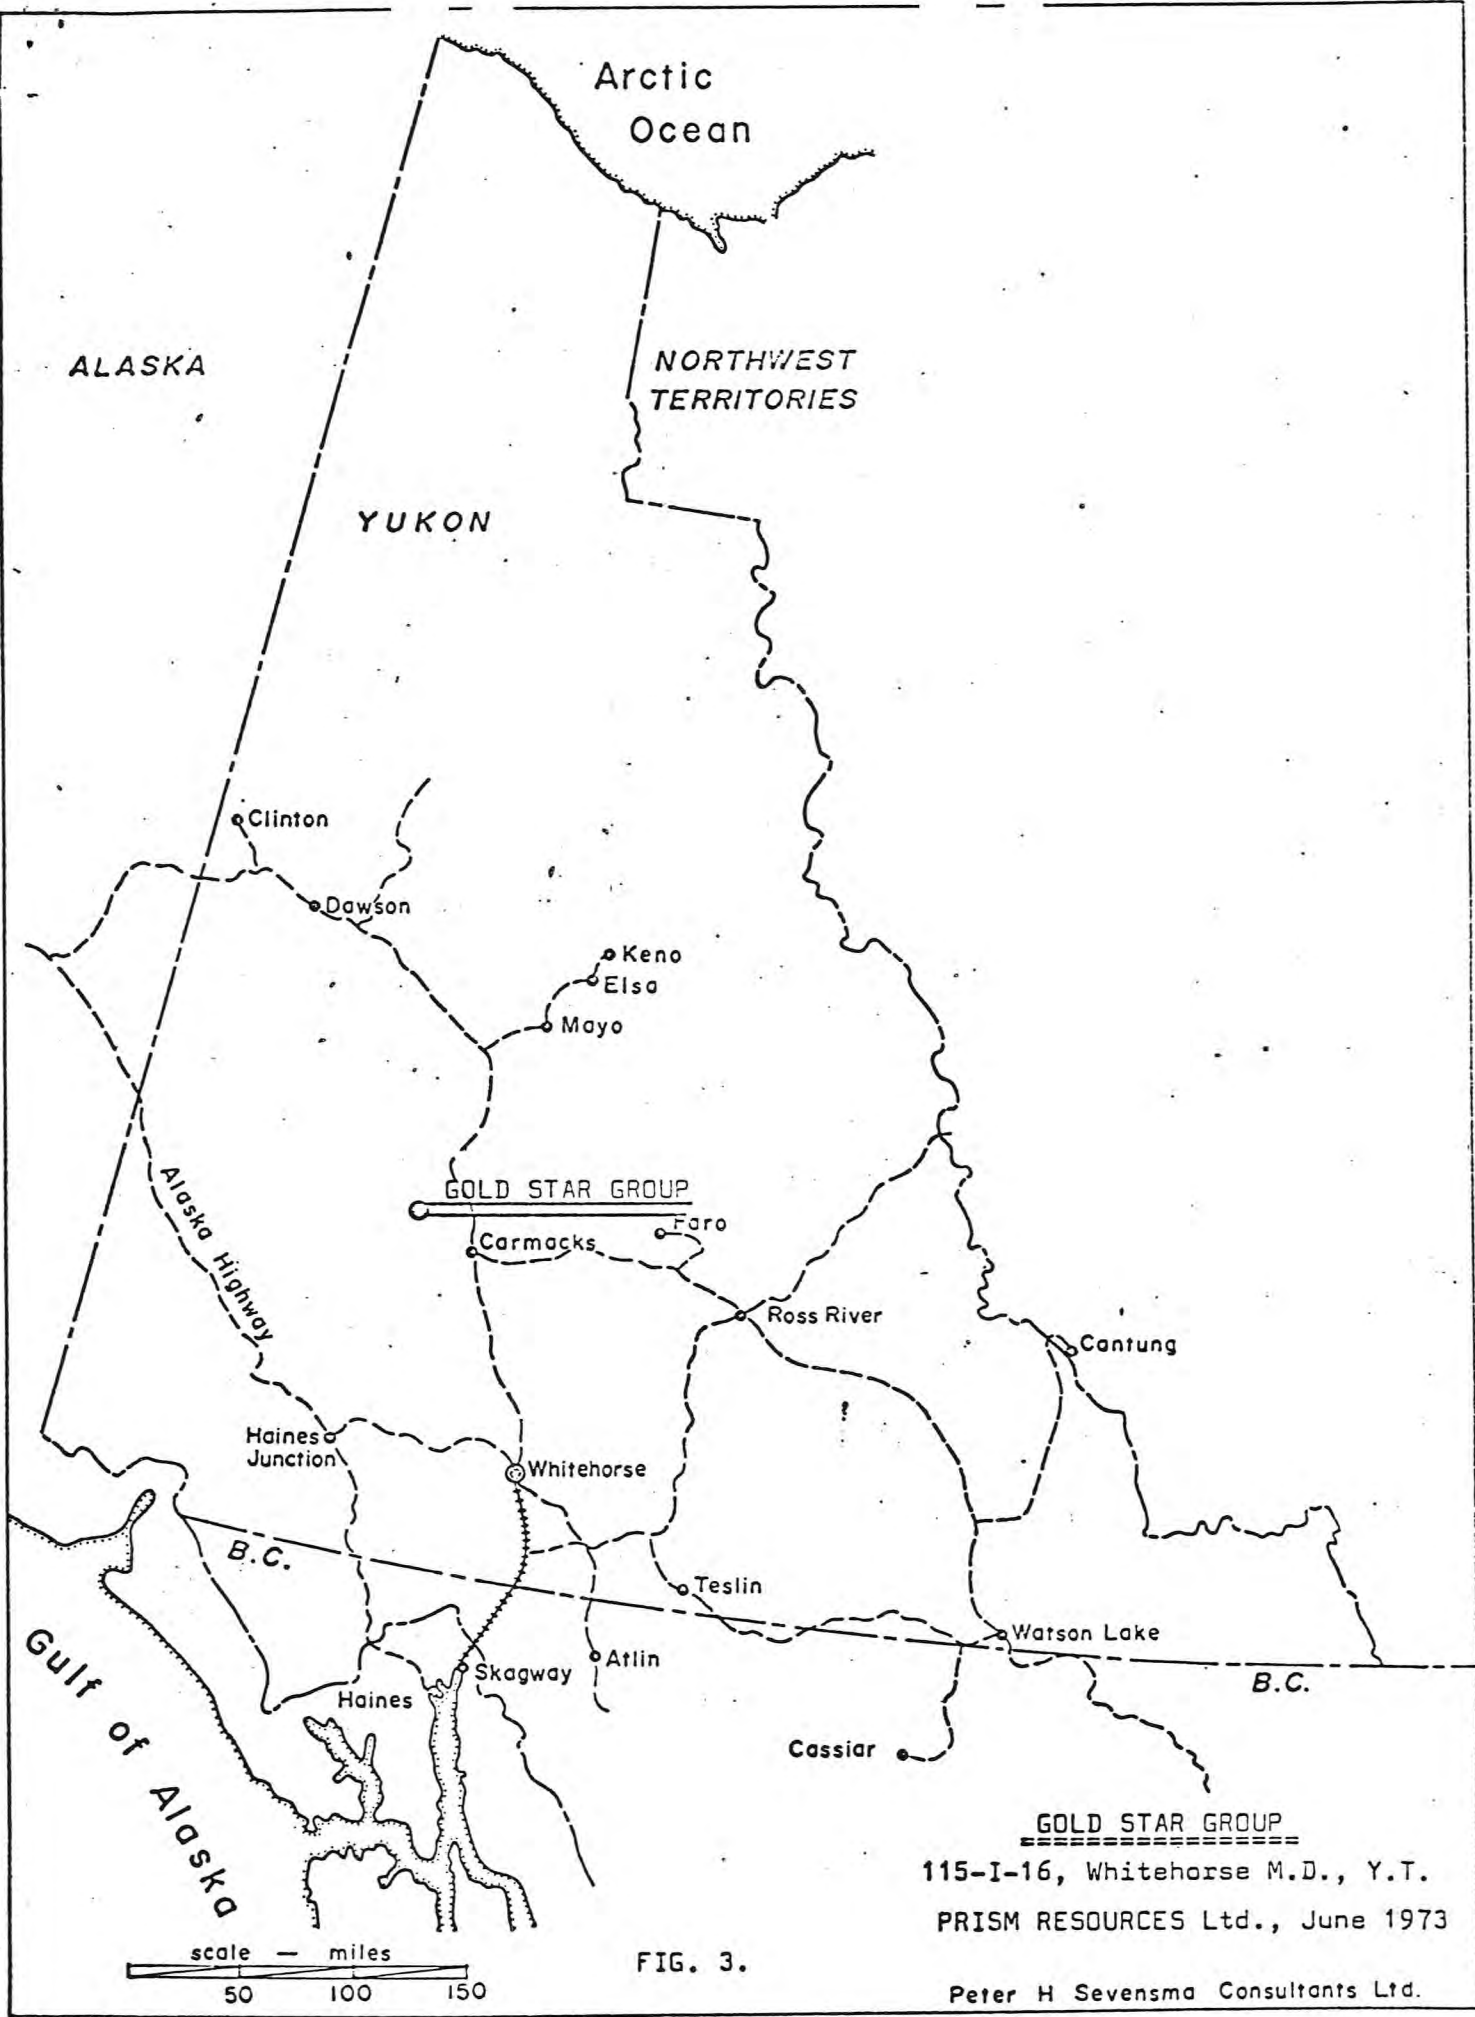 Arctic
Ocean
ALASKA
NORTHWEST
TERRITORIES
YUKON
Clinton
Dawson
Keno
Elsa
Mayo
Alaska Highway
GOLD STAR GROUP
Faro
Carmacks
Ross River
Cantung
Haines
Junction
Whitehorse
B.C.
Teslin
Watson Lake
Atlin
Skagway
Haines
B.C.
Gulf of Alaska
Cassiar
GOLD STAR GROUP
115-I-16, Whitehorse M.D., Y.T.
PRISM RESOURCES Ltd., June 1973
scale — miles
50 100 150
FIG. 3.
Peter H Sevensma Consultants Ltd.